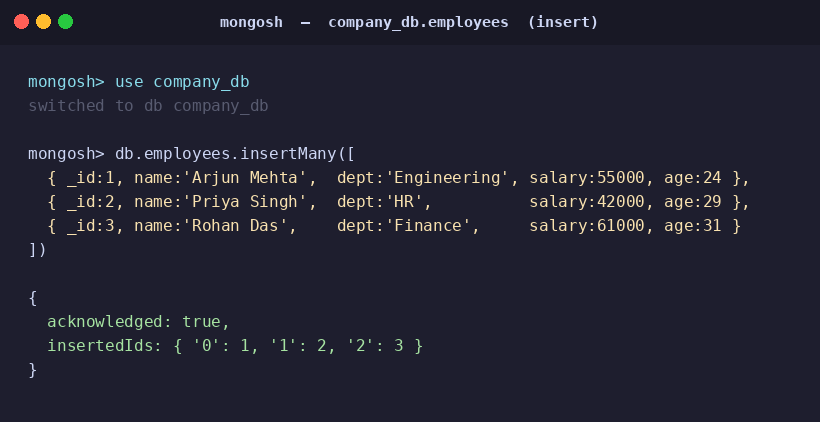 mongosh  —  company_db.employees  (insert)
mongosh> use company_db
switched to db company_db
mongosh> db.employees.insertMany([
  { _id:1, name:'Arjun Mehta',  dept:'Engineering', salary:55000, age:24 },
  { _id:2, name:'Priya Singh',  dept:'HR',          salary:42000, age:29 },
  { _id:3, name:'Rohan Das',    dept:'Finance',     salary:61000, age:31 }
])
{
  acknowledged: true,
  insertedIds: { '0': 1, '1': 2, '2': 3 }
}